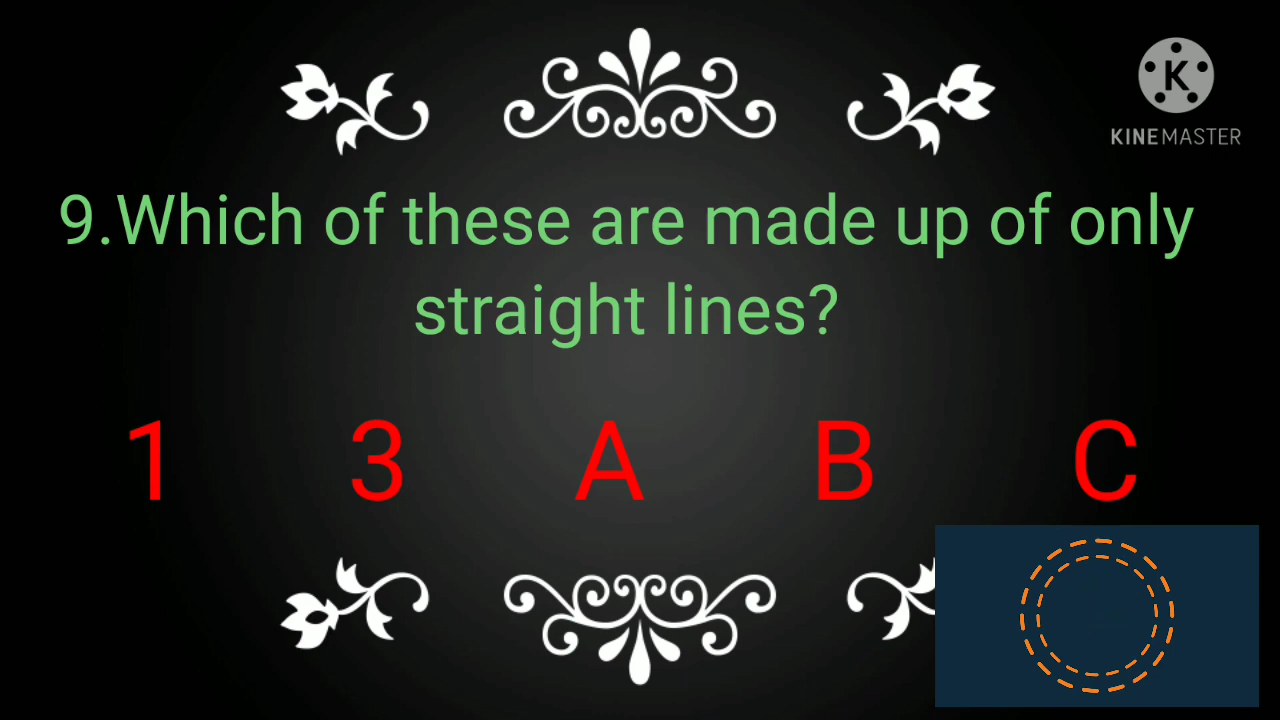 K
KINEMASTER
9.Which of these are made up of only
straight lines?
1 3 A B C